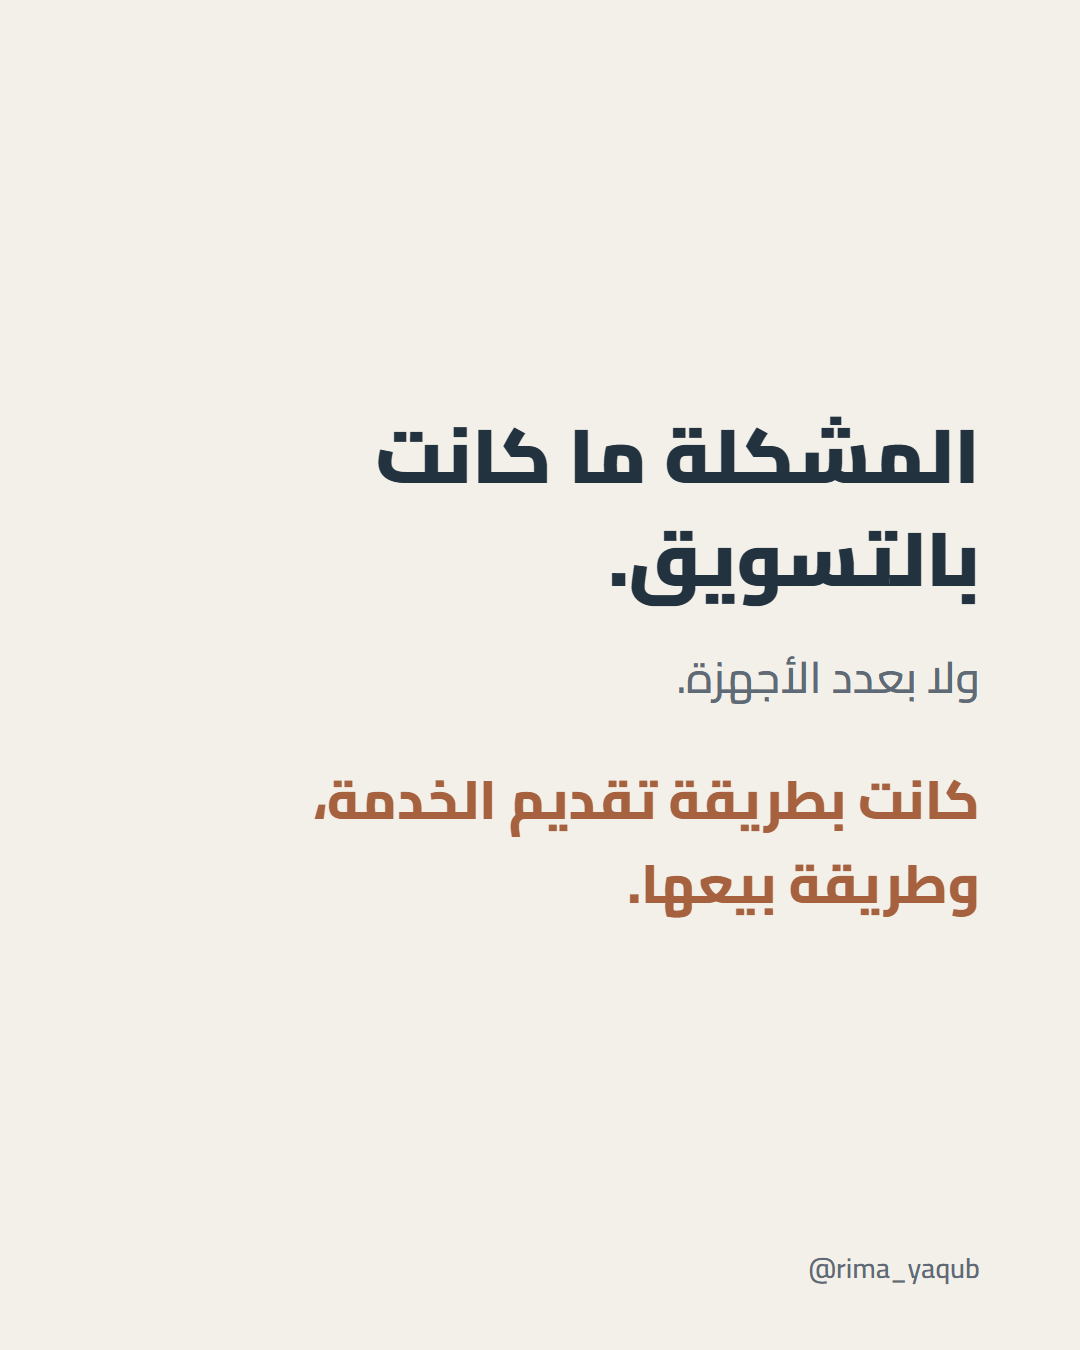 المشكلة ما كانت
بالتسويق.
ولا بعدد الأجهزة.
كانت بطريقة تقديم الخدمة،
وطريقة بيعها.
@rima_yaqub